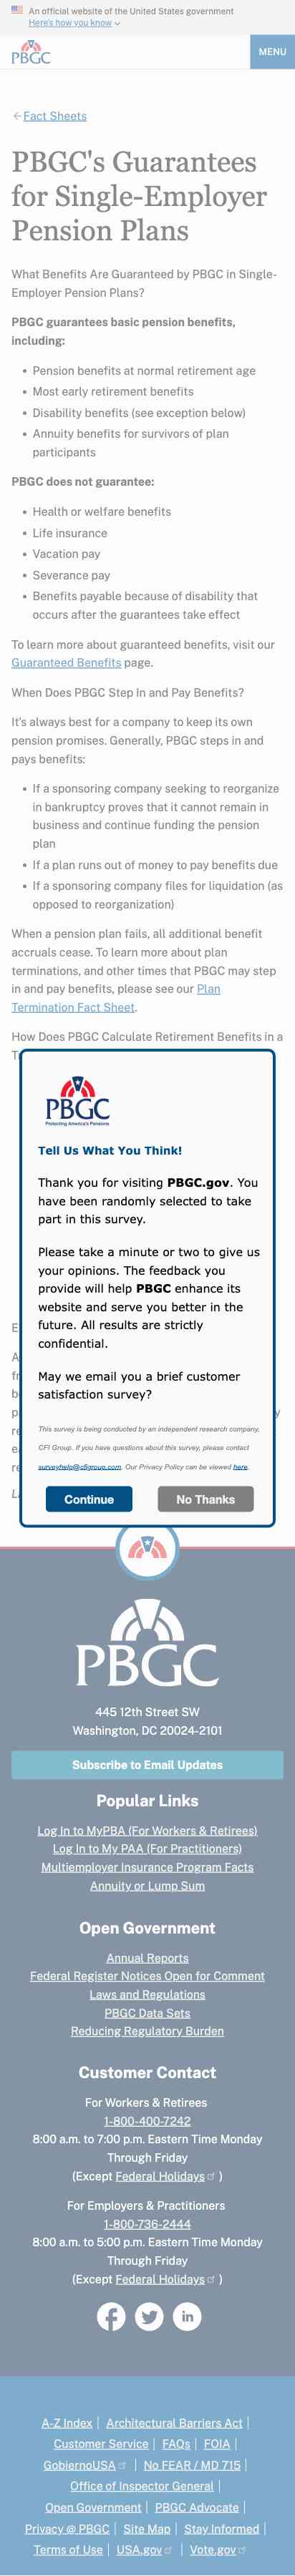 An official website of the United States government
Here's how you know
PBGC
MENU
Fact Sheets
PBGC's Guarantees
for Single-Employer
Pension Plans
What Benefits Are Guaranteed by PBGC in Single-
Employer Pension Plans?
PBGC guarantees basic pension benefits,
including:
• Pension benefits at normal retirement age
• Most early retirement benefits
• Disability benefits (see exception below)
• Annuity benefits for survivors of plan
participants
PBGC does not guarantee:
• Health or welfare benefits
• Life insurance
• Vacation pay
• Severance pay
• Benefits payable because of disability that
occurs after the guarantees take effect
To learn more about guaranteed benefits, visit our
Guaranteed Benefits page.
When Does PBGC Step In and Pay Benefits?
It's always best for a company to keep its own
pension promises. Generally, PBGC steps in and
pays benefits:
• If a sponsoring company seeking to reorganize
in bankruptcy proves that it cannot remain in
business and continue funding the pension
plan
• If a plan runs out of money to pay benefits due
• If a sponsoring company files for liquidation (as
opposed to reorganization)
When a pension plan fails, all additional benefit
accruals cease. To learn more about plan
terminations, and other times that PBGC may step
in and pay benefits, please see our Plan
Termination Fact Sheet.
How Does PBGC Calculate Retirement Benefits in a
PBGC
Protecting America's Pensions
Tell Us What You Think!
Thank you for visiting PBGC.gov. You
have been randomly selected to take
part in this survey.
Please take a minute or two to give us
your opinions. The feedback you
provide will help PBGC enhance its
website and serve you better in the
future. All results are strictly
confidential.
May we email you a brief customer
satisfaction survey?
This survey is being conducted by an independent research company,
CFI Group. If you have questions about this survey, please contact
surveyhelp@cfigroup.com. Our Privacy Policy can be viewed here.
Continue
No Thanks
PBGC
445 12th Street SW
Washington, DC 20024-2101
Subscribe to Email Updates
Popular Links
Log In to MyPBA (For Workers & Retirees)
Log In to My PAA (For Practitioners)
Multiemployer Insurance Program Facts
Annuity or Lump Sum
Open Government
Annual Reports
Federal Register Notices Open for Comment
Laws and Regulations
PBGC Data Sets
Reducing Regulatory Burden
Customer Contact
For Workers & Retirees
1-800-400-7242
8:00 a.m. to 7:00 p.m. Eastern Time Monday
Through Friday
(Except Federal Holidays )
For Employers & Practitioners
1-800-736-2444
8:00 a.m. to 5:00 p.m. Eastern Time Monday
Through Friday
(Except Federal Holidays )
in
A-Z Index | Architectural Barriers Act |
Customer Service | FAQs | FOIA |
GobiernoUSA | No FEAR / MD 715 |
Office of Inspector General |
Open Government | PBGC Advocate |
Privacy @ PBGC | Site Map | Stay Informed |
Terms of Use | USA.gov | Vote.gov